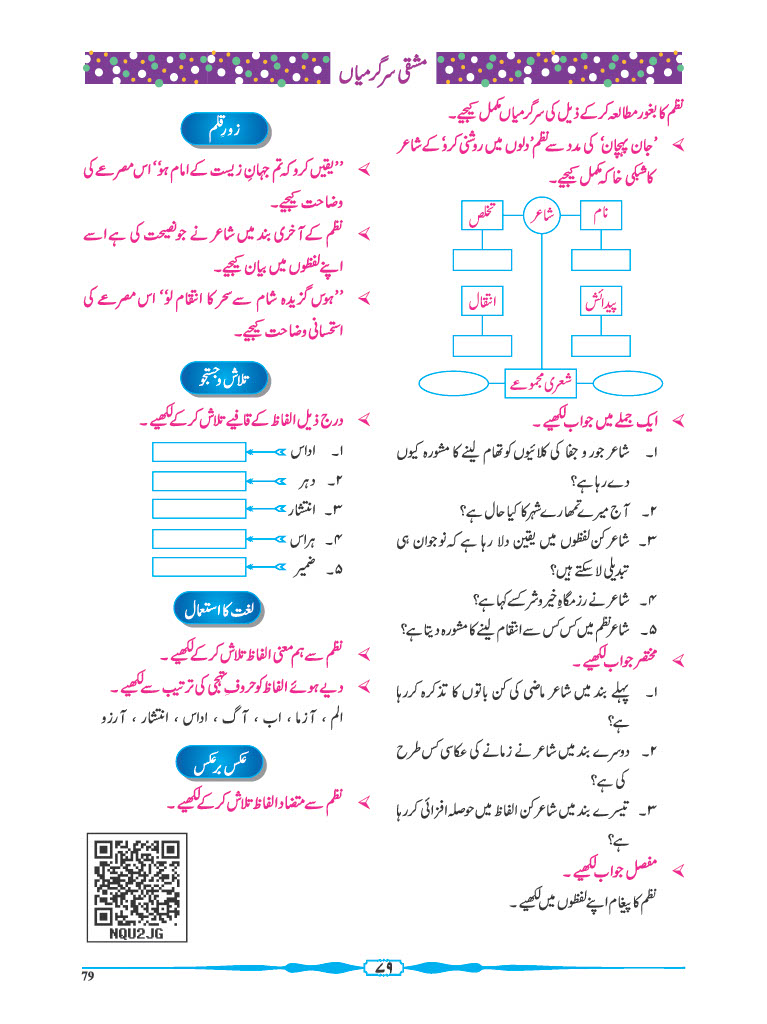 مشقی سرگرمیاں
نظم کا بغور مطالعہ کر کے ذیل کی سرگرمیاں مکمل کیجیے۔
’جان پہچان‘ کی مدد سے نظم ’دلوں میں روشنی کرو‘ کے شاعر
کا شبکی خاکہ مکمل کیجیے۔
نام
شاعر
تخلص
پیدائش
انتقال
شعری مجموعے
ایک جملے میں جواب لکھیے۔
۱۔ شاعر جور و جفا کی کلائیوں کو تھام لینے کا مشورہ کیوں
دے رہا ہے؟
۲۔ آج میرے تمھارے شہر کا کیا حال ہے؟
۳۔ شاعر کن لفظوں میں یقین دلا رہا ہے کہ نوجوان ہی
تبدیلی لا سکتے ہیں؟
۴۔ شاعر نے رزمگاہِ خیر و شر کسے کہا ہے؟
۵۔ شاعر نظم میں کس کس سے انتقام لینے کا مشورہ دیتا ہے؟
مختصر جواب لکھیے۔
۱۔ پہلے بند میں شاعر ماضی کی کن باتوں کا تذکرہ کر رہا
ہے؟
۲۔ دوسرے بند میں شاعر نے زمانے کی عکاسی کس طرح
کی ہے؟
۳۔ تیسرے بند میں شاعر کن الفاظ میں حوصلہ افزائی کر رہا
ہے؟
مفصل جواب لکھیے۔
نظم کا پیغام اپنے لفظوں میں لکھیے۔
زورِ قلم
’’یقیں کرو کہ تم جہانِ زیست کے امام ہو‘‘ اس مصرعے کی
وضاحت کیجیے۔
نظم کے آخری بند میں شاعر نے جو نصیحت کی ہے اسے
اپنے لفظوں میں بیان کیجیے۔
’’ہوس گزیدہ شام سے سحر کا انتقام لو‘‘ اس مصرعے کی
استحسانی وضاحت کیجیے۔
تلاش و جستجو
درج ذیل الفاظ کے قافیے تلاش کر کے لکھیے۔
۱۔ اداس
۲۔ دہر
۳۔ انتشار
۴۔ ہراس
۵۔ ضمیر
لغت کا استعمال
نظم سے ہم معنی الفاظ تلاش کر کے لکھیے۔
دیے ہوئے الفاظ کو حروفِ تہجی کی ترتیب سے لکھیے۔
الم ، آزما ، اب ، آگ ، اداس ، انتشار ، آرزو
عکس برعکس
نظم سے متضاد الفاظ تلاش کر کے لکھیے۔
NQU2JG
۷۹
79